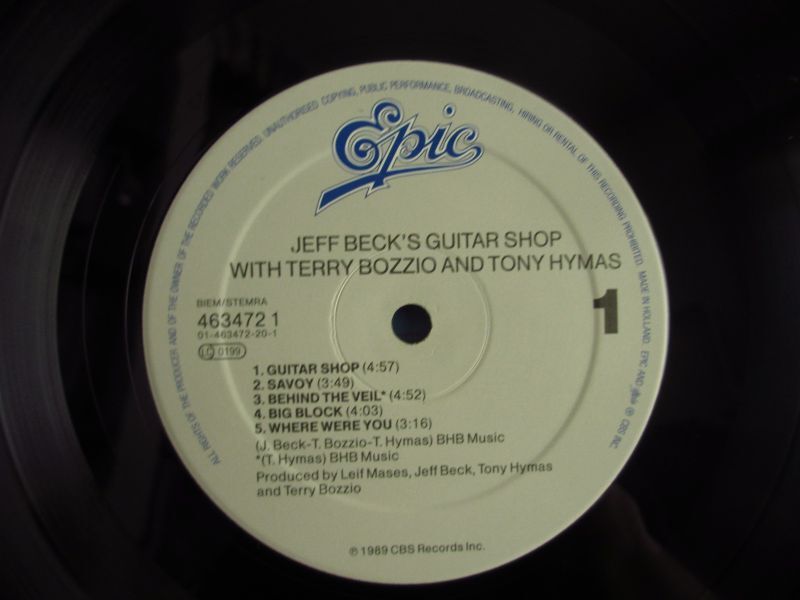 ALL RIGHTS OF THE PRODUCER AND OF THE OWNER OF THE RECORDED WORK RESERVED. UNAUTHORISED COPYING, PUBLIC PERFORMANCE, BROADCASTING, HIRING OR RENTAL OF THIS RECORDING PROHIBITED. MADE IN HOLLAND. EPIC AND epic ® CBS INC.
Epic
JEFF BECK'S GUITAR SHOP
WITH TERRY BOZZIO AND TONY HYMAS
BIEM/STEMRA
463472 1
01-463472-20-1
LC 0199
1
1. GUITAR SHOP (4:57)
2. SAVOY (3:49)
3. BEHIND THE VEIL* (4:52)
4. BIG BLOCK (4:03)
5. WHERE WERE YOU (3:16)
(J. Beck-T. Bozzio-T. Hymas) BHB Music
*(T. Hymas) BHB Music
Produced by Leif Mases, Jeff Beck, Tony Hymas
and Terry Bozzio
℗ 1989 CBS Records Inc.